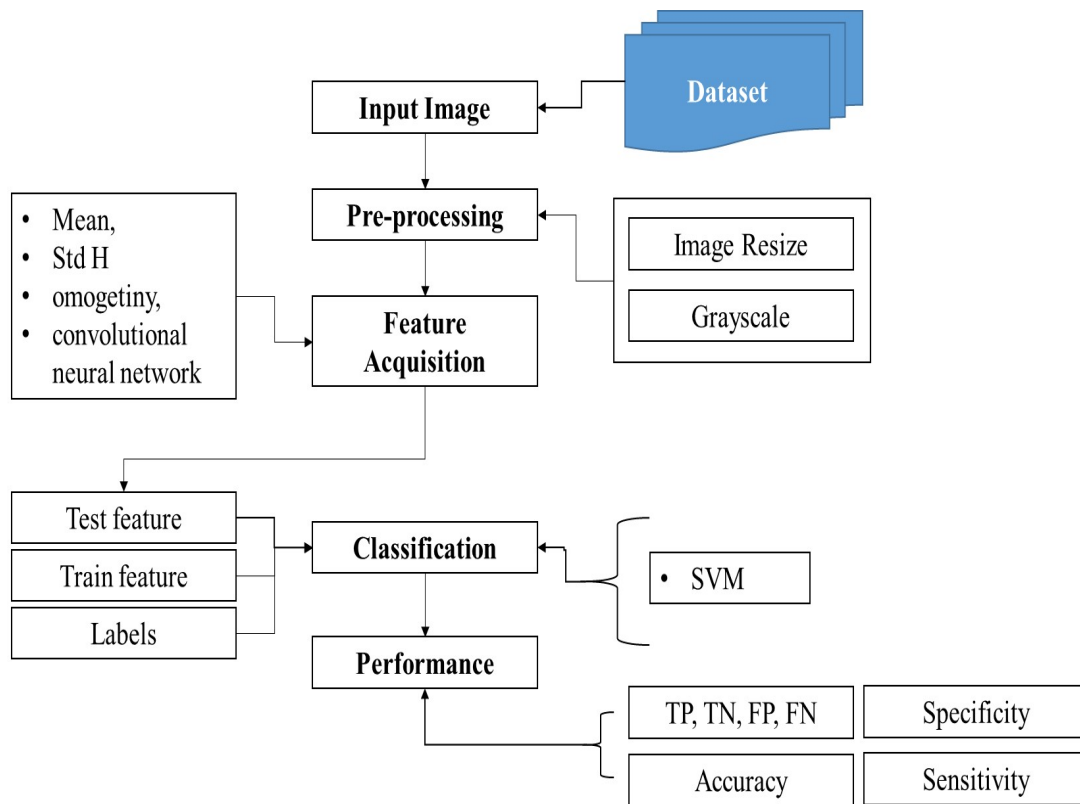 Dataset
Input Image
Pre-processing
Image Resize
Grayscale
• Mean,
• Std H
• omogetiny,
• convolutional
neural network
Feature
Acquisition
Test feature
Train feature
Labels
Classification
• SVM
Performance
TP, TN, FP, FN
Specificity
Accuracy
Sensitivity